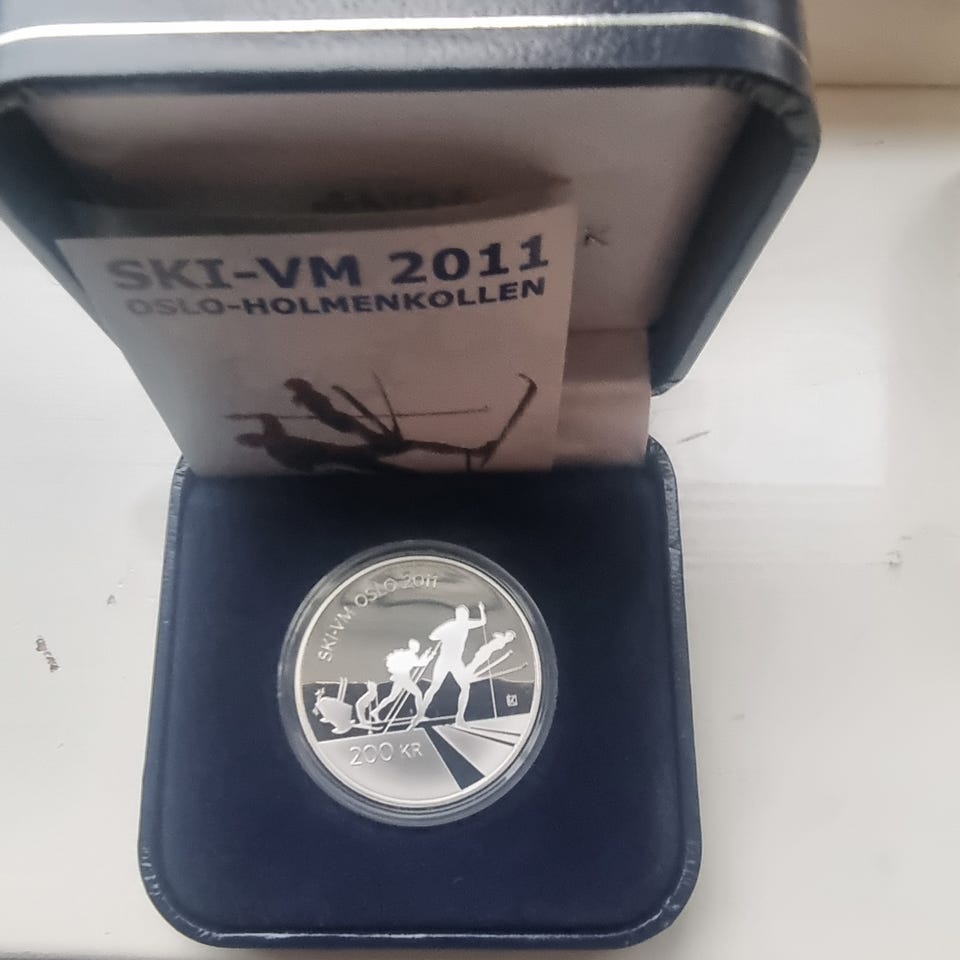 SKI-VM 2011
OSLO-HOLMENKOLLEN
SKI-VM OSLO 2011
200 KR